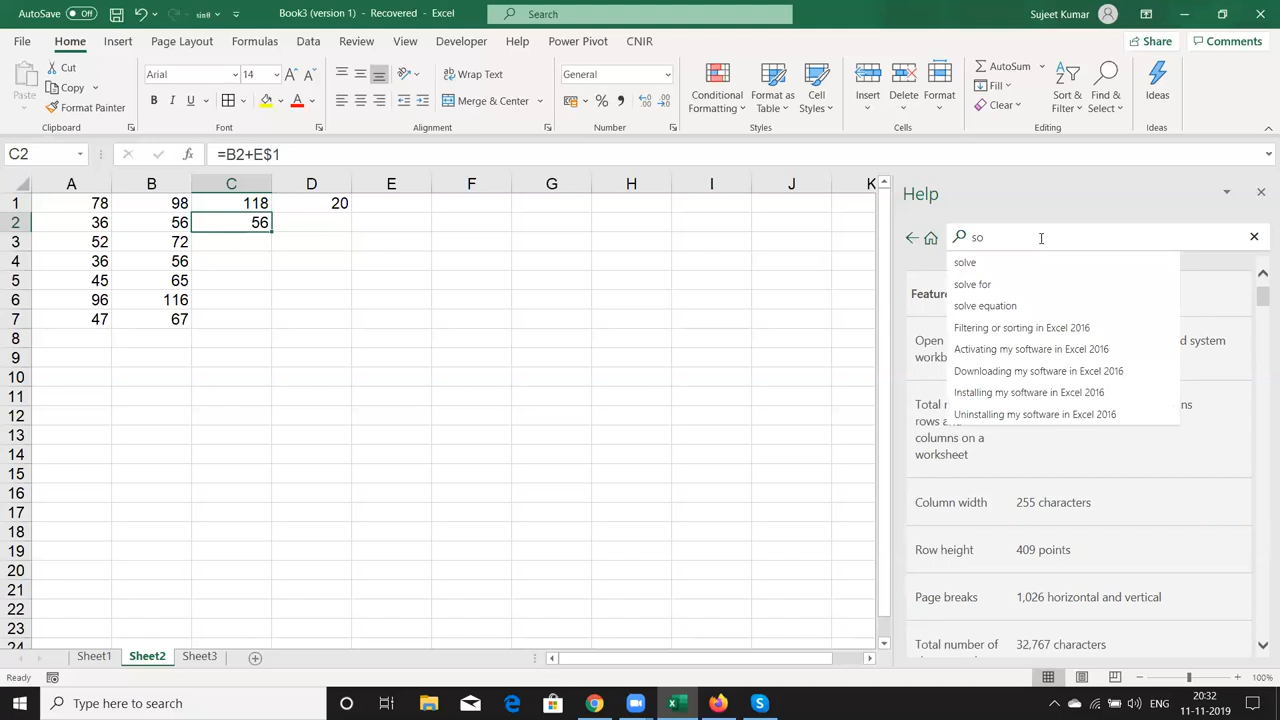 AutoSave Off Book3 (version 1) - Recovered - Excel Search Sujeet Kumar
File Home Insert Page Layout Formulas Data Review View Developer Help Power Pivot CNIR Share Comments
Paste Cut Copy Format Painter Clipboard
Arial 14 A A B I U A Font
Wrap Text Merge & Center Alignment
General % Number
Conditional Formatting Format as Table Cell Styles Styles
Insert Delete Format Cells
AutoSum Fill Clear Sort & Filter Find & Select Editing
Ideas Ideas
C2 fx =B2+E$1
A B C D E F G H I J K
1 78 98 118 20
2 36 56 56
3 52 72
4 36 56
5 45 65
6 96 116
7 47 67
8
9
10
11
12
13
14
15
16
17
18
19
20
21
22
23
24
Help
so
solve
solve for
solve equation
Filtering or sorting in Excel 2016
Activating my software in Excel 2016
Downloading my software in Excel 2016
Installing my software in Excel 2016
Uninstalling my software in Excel 2016
Column width 255 characters
Row height 409 points
Page breaks 1,026 horizontal and vertical
Total number of 32,767 characters
rows and
columns on a
worksheet
Open
system
Sheet1 Sheet2 Sheet3
Ready 100%
Type here to search ENG 20:32
11-11-2019